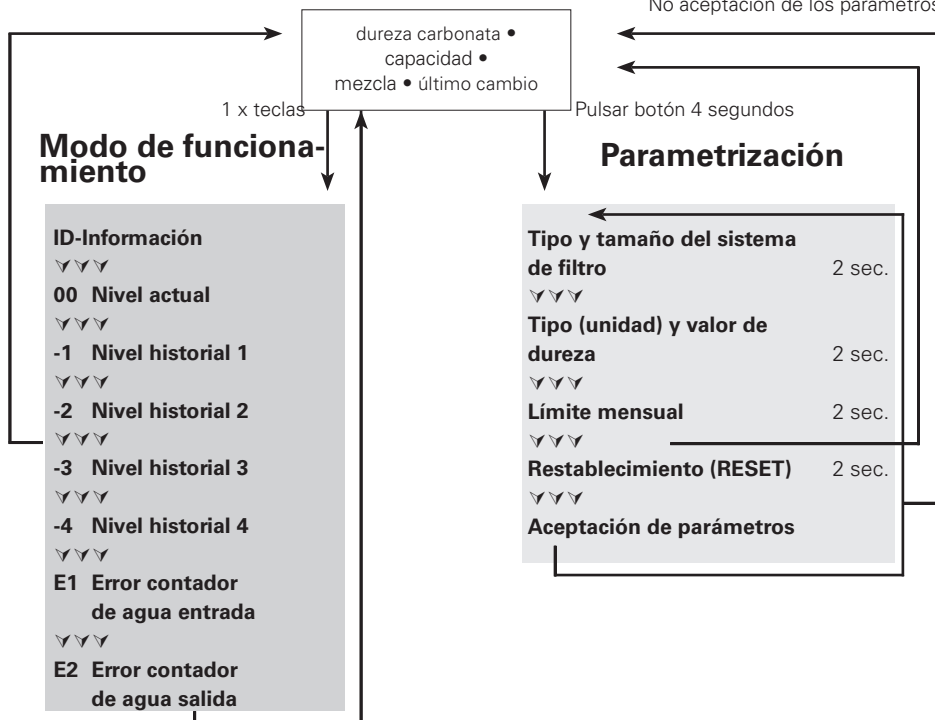 No aceptación de los parámetros
dureza carbonata •
capacidad •
mezcla • último cambio
1 x teclas
Pulsar botón 4 segundos
Modo de funciona-
miento
ID-Información
00 Nivel actual
-1 Nivel historial 1
-2 Nivel historial 2
-3 Nivel historial 3
-4 Nivel historial 4
E1 Error contador
de agua entrada
E2 Error contador
de agua salida
Parametrización
Tipo y tamaño del sistema
de filtro 2 sec.
Tipo (unidad) y valor de
dureza 2 sec.
Límite mensual 2 sec.
Restablecimiento (RESET) 2 sec.
Aceptación de parámetros